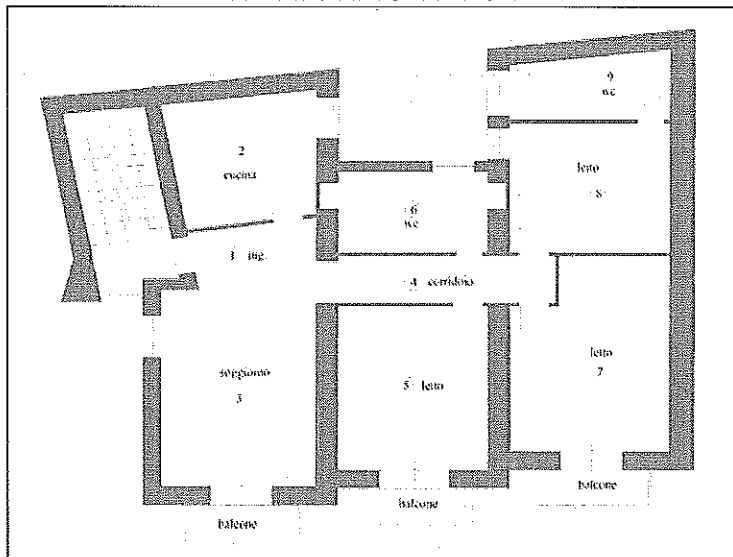 9
wc
2
cucina
letto
8
6
wc
1 ing.
4 corridoio
soggiorno
3
5 letto
letto
7
balcone
balcone
balcone